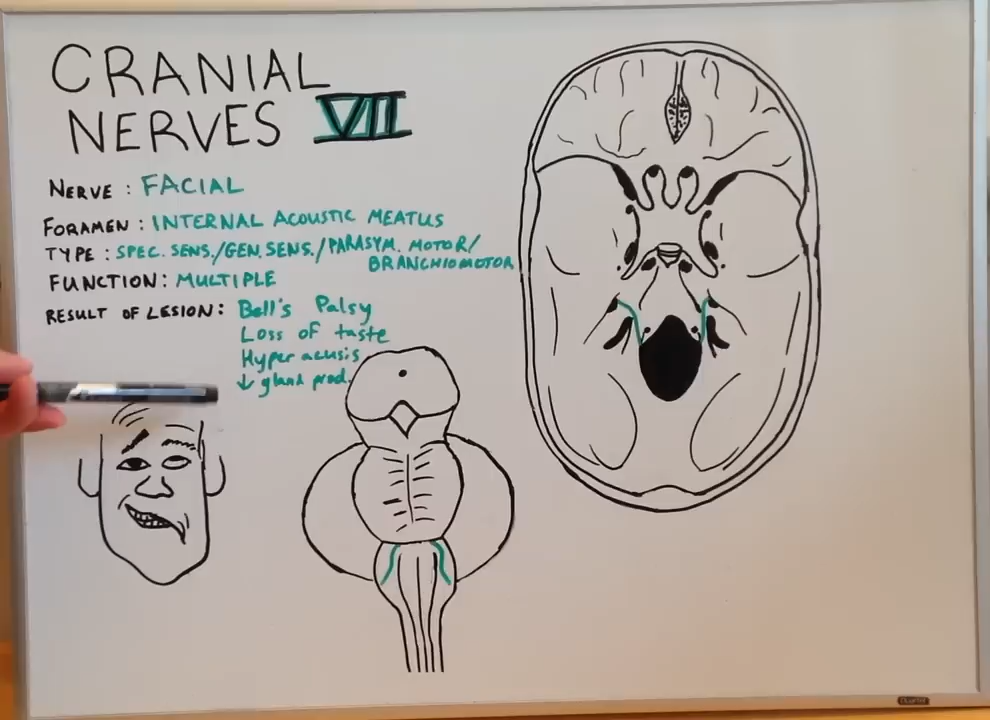 CRANIAL
NERVES VII
NERVE : FACIAL
FORAMEN : INTERNAL ACOUSTIC MEATUS
TYPE : SPEC. SENS./GEN. SENS./PARASYM. MOTOR/
BRANCHIOMOTOR
FUNCTION: MULTIPLE
RESULT OF LESION: Bell's Palsy
Loss of taste
Hyperacusis
↓ gland prod.